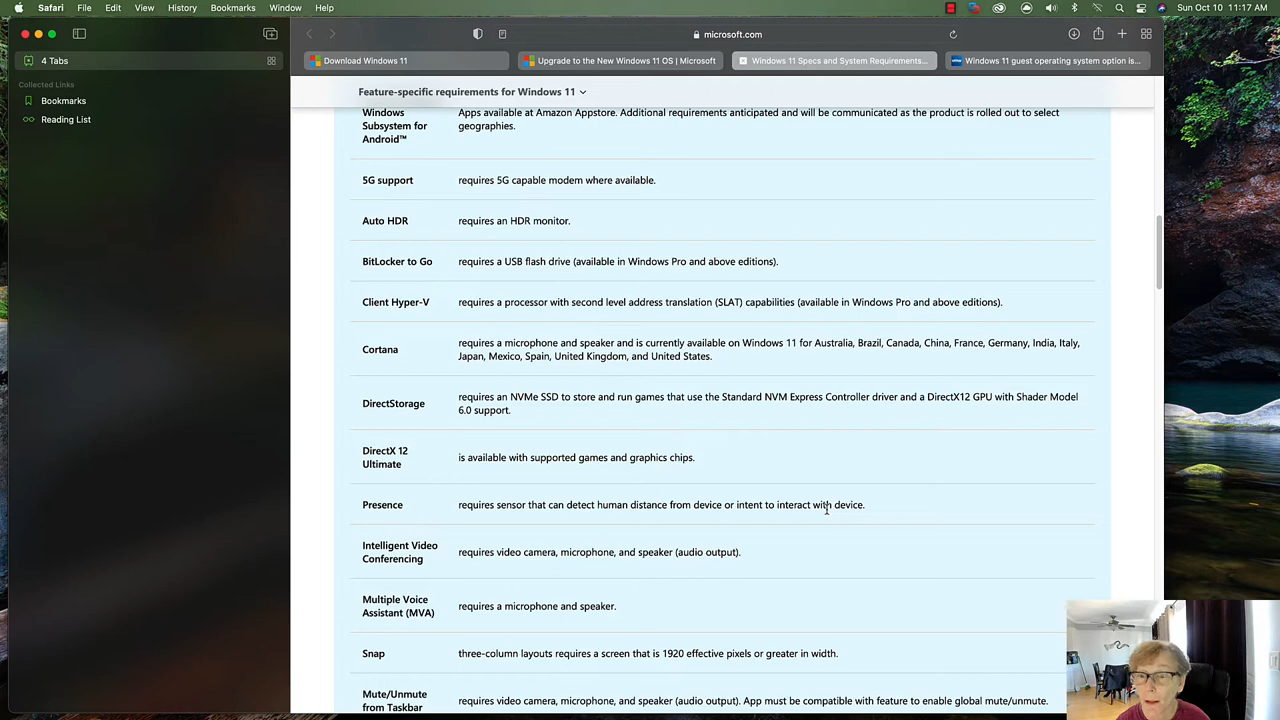 Safari File Edit View History Bookmarks Window Help Sun Oct 10 11:17 AM
microsoft.com
4 Tabs
Download Windows 11
Upgrade to the New Windows 11 OS | Microsoft
Windows 11 Specs and System Requirements...
Windows 11 guest operating system option is...
Collected Links
Bookmarks
Reading List
Feature-specific requirements for Windows 11
Windows
Subsystem for
Android™
Apps available at Amazon Appstore. Additional requirements anticipated and will be communicated as the product is rolled out to select
geographies.
5G support
requires 5G capable modem where available.
Auto HDR
requires an HDR monitor.
BitLocker to Go
requires a USB flash drive (available in Windows Pro and above editions).
Client Hyper-V
requires a processor with second level address translation (SLAT) capabilities (available in Windows Pro and above editions).
Cortana
requires a microphone and speaker and is currently available on Windows 11 for Australia, Brazil, Canada, China, France, Germany, India, Italy,
Japan, Mexico, Spain, United Kingdom, and United States.
DirectStorage
requires an NVMe SSD to store and run games that use the Standard NVM Express Controller driver and a DirectX12 GPU with Shader Model
6.0 support.
DirectX 12
Ultimate
is available with supported games and graphics chips.
Presence
requires sensor that can detect human distance from device or intent to interact with device.
Intelligent Video
Conferencing
requires video camera, microphone, and speaker (audio output).
Multiple Voice
Assistant (MVA)
requires a microphone and speaker.
Snap
three-column layouts requires a screen that is 1920 effective pixels or greater in width.
Mute/Unmute
from Taskbar
requires video camera, microphone, and speaker (audio output). App must be compatible with feature to enable global mute/unmute.